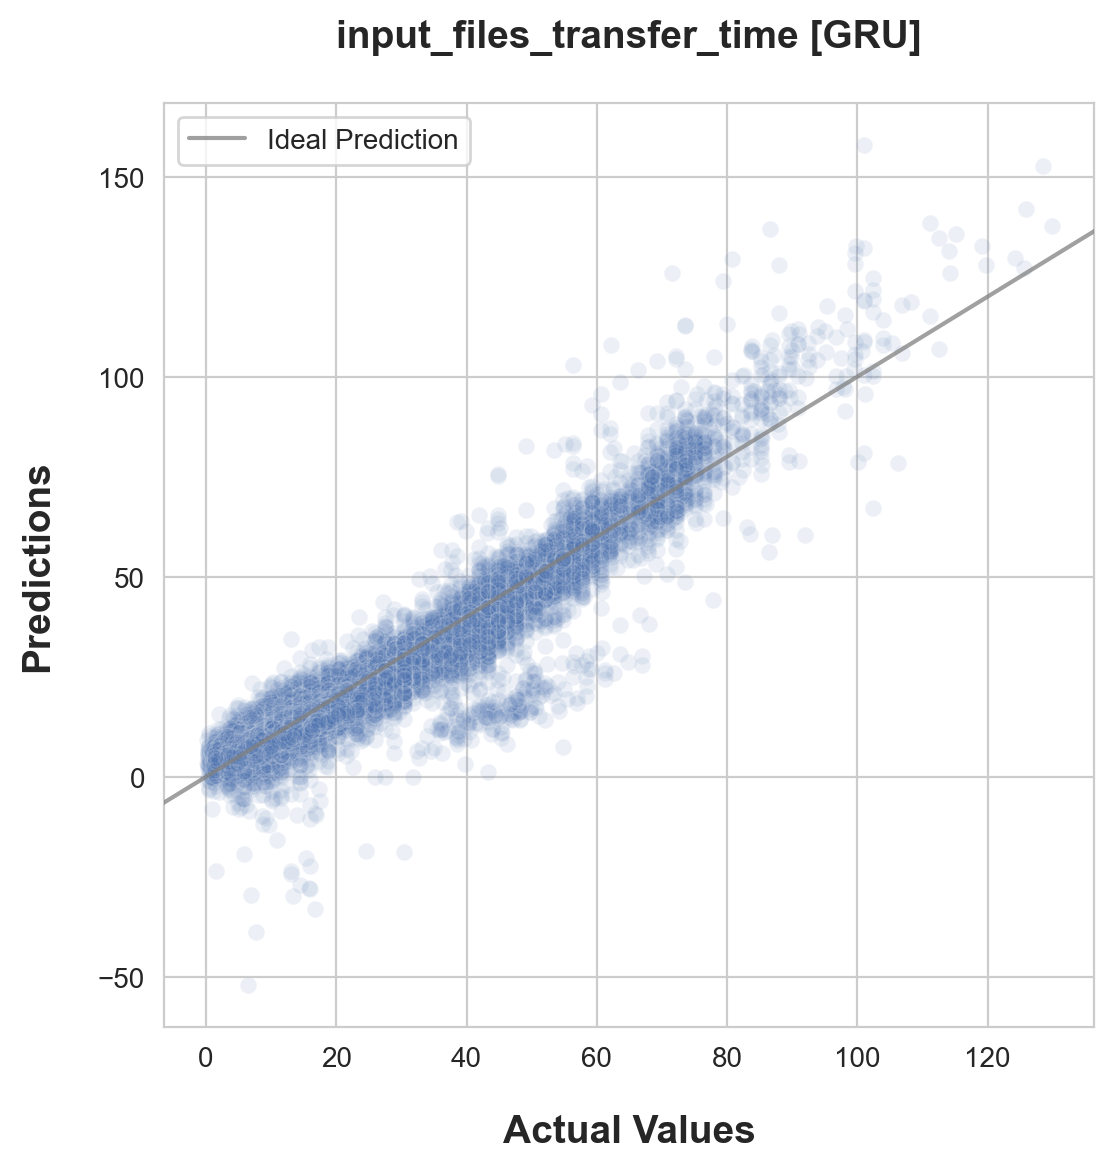 input_files_transfer_time [GRU]
Ideal Prediction
150
100
50
0
−50
Predictions
0 20 40 60 80 100 120
Actual Values